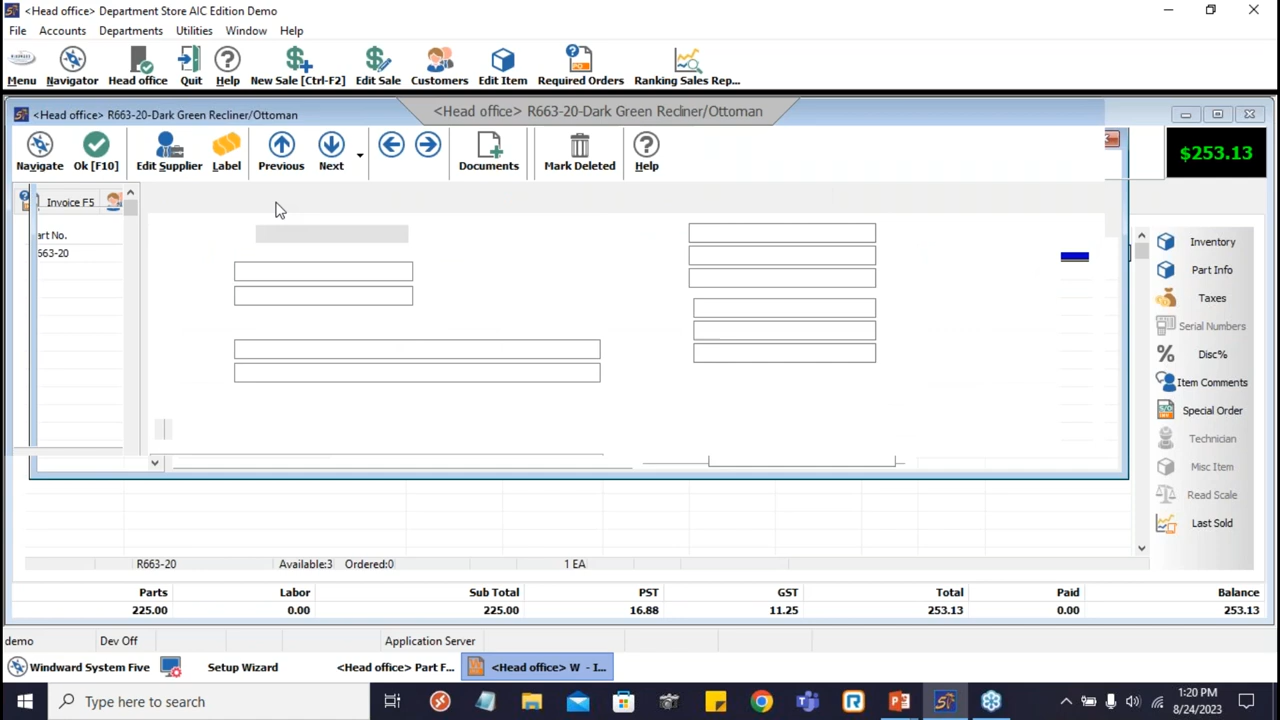 <Head office> Department Store AIC Edition Demo
File Accounts Departments Utilities Window Help
Menu Navigator Head office Quit Help New Sale [Ctrl-F2] Edit Sale Customers Edit Item Required Orders Ranking Sales Rep...
<Head office> R663-20-Dark Green Recliner/Ottoman
<Head office> R663-20-Dark Green Recliner/Ottoman
Navigate Ok [F10] Edit Supplier Label Previous Next Documents Mark Deleted Help
$253.13
Invoice F5
art No.
663-20
Inventory
Part Info
Taxes
Serial Numbers
Disc%
Item Comments
Special Order
Technician
Misc Item
Read Scale
Last Sold
R663-20 Available:3 Ordered:0 1 EA
Parts Labor Sub Total PST GST Total Paid Balance
225.00 0.00 225.00 16.88 11.25 253.13 0.00 253.13
demo Dev Off Application Server
Windward System Five Setup Wizard <Head office> Part F... <Head office> W - I...
Type here to search
1:20 PM
8/24/2023